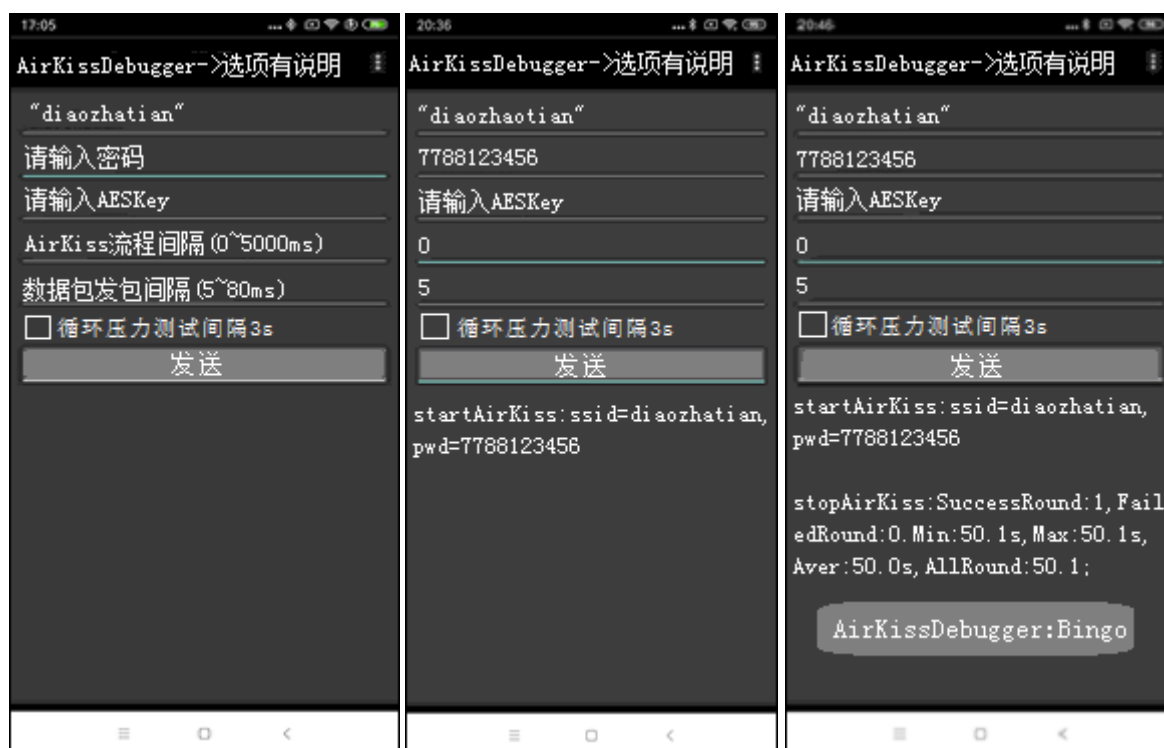 17:05
AirKissDebugger->选项有说明
“diaozhatian“
请输入密码
请输入AESKey
AirKiss流程间隔(0~5000ms)
数据包发包间隔(5~80ms)
循环压力测试间隔3s
发送
20:36
AirKissDebugger->选项有说明
“diaozhaotian“
7788123456
请输入AESKey
0
5
循环压力测试间隔3s
发送
startAirKiss:ssid=diaozhatian,
pwd=7788123456
20:46
AirKissDebugger->选项有说明
“diaozhatian“
7788123456
请输入AESKey
0
5
循环压力测试间隔3s
发送
startAirKiss:ssid=diaozhatian,
pwd=7788123456
stopAirKiss:SuccessRound:1,Fail
edRound:0.Min:50.1s,Max:50.1s,
Aver:50.0s,AllRound:50.1;
AirKissDebugger:Bingo